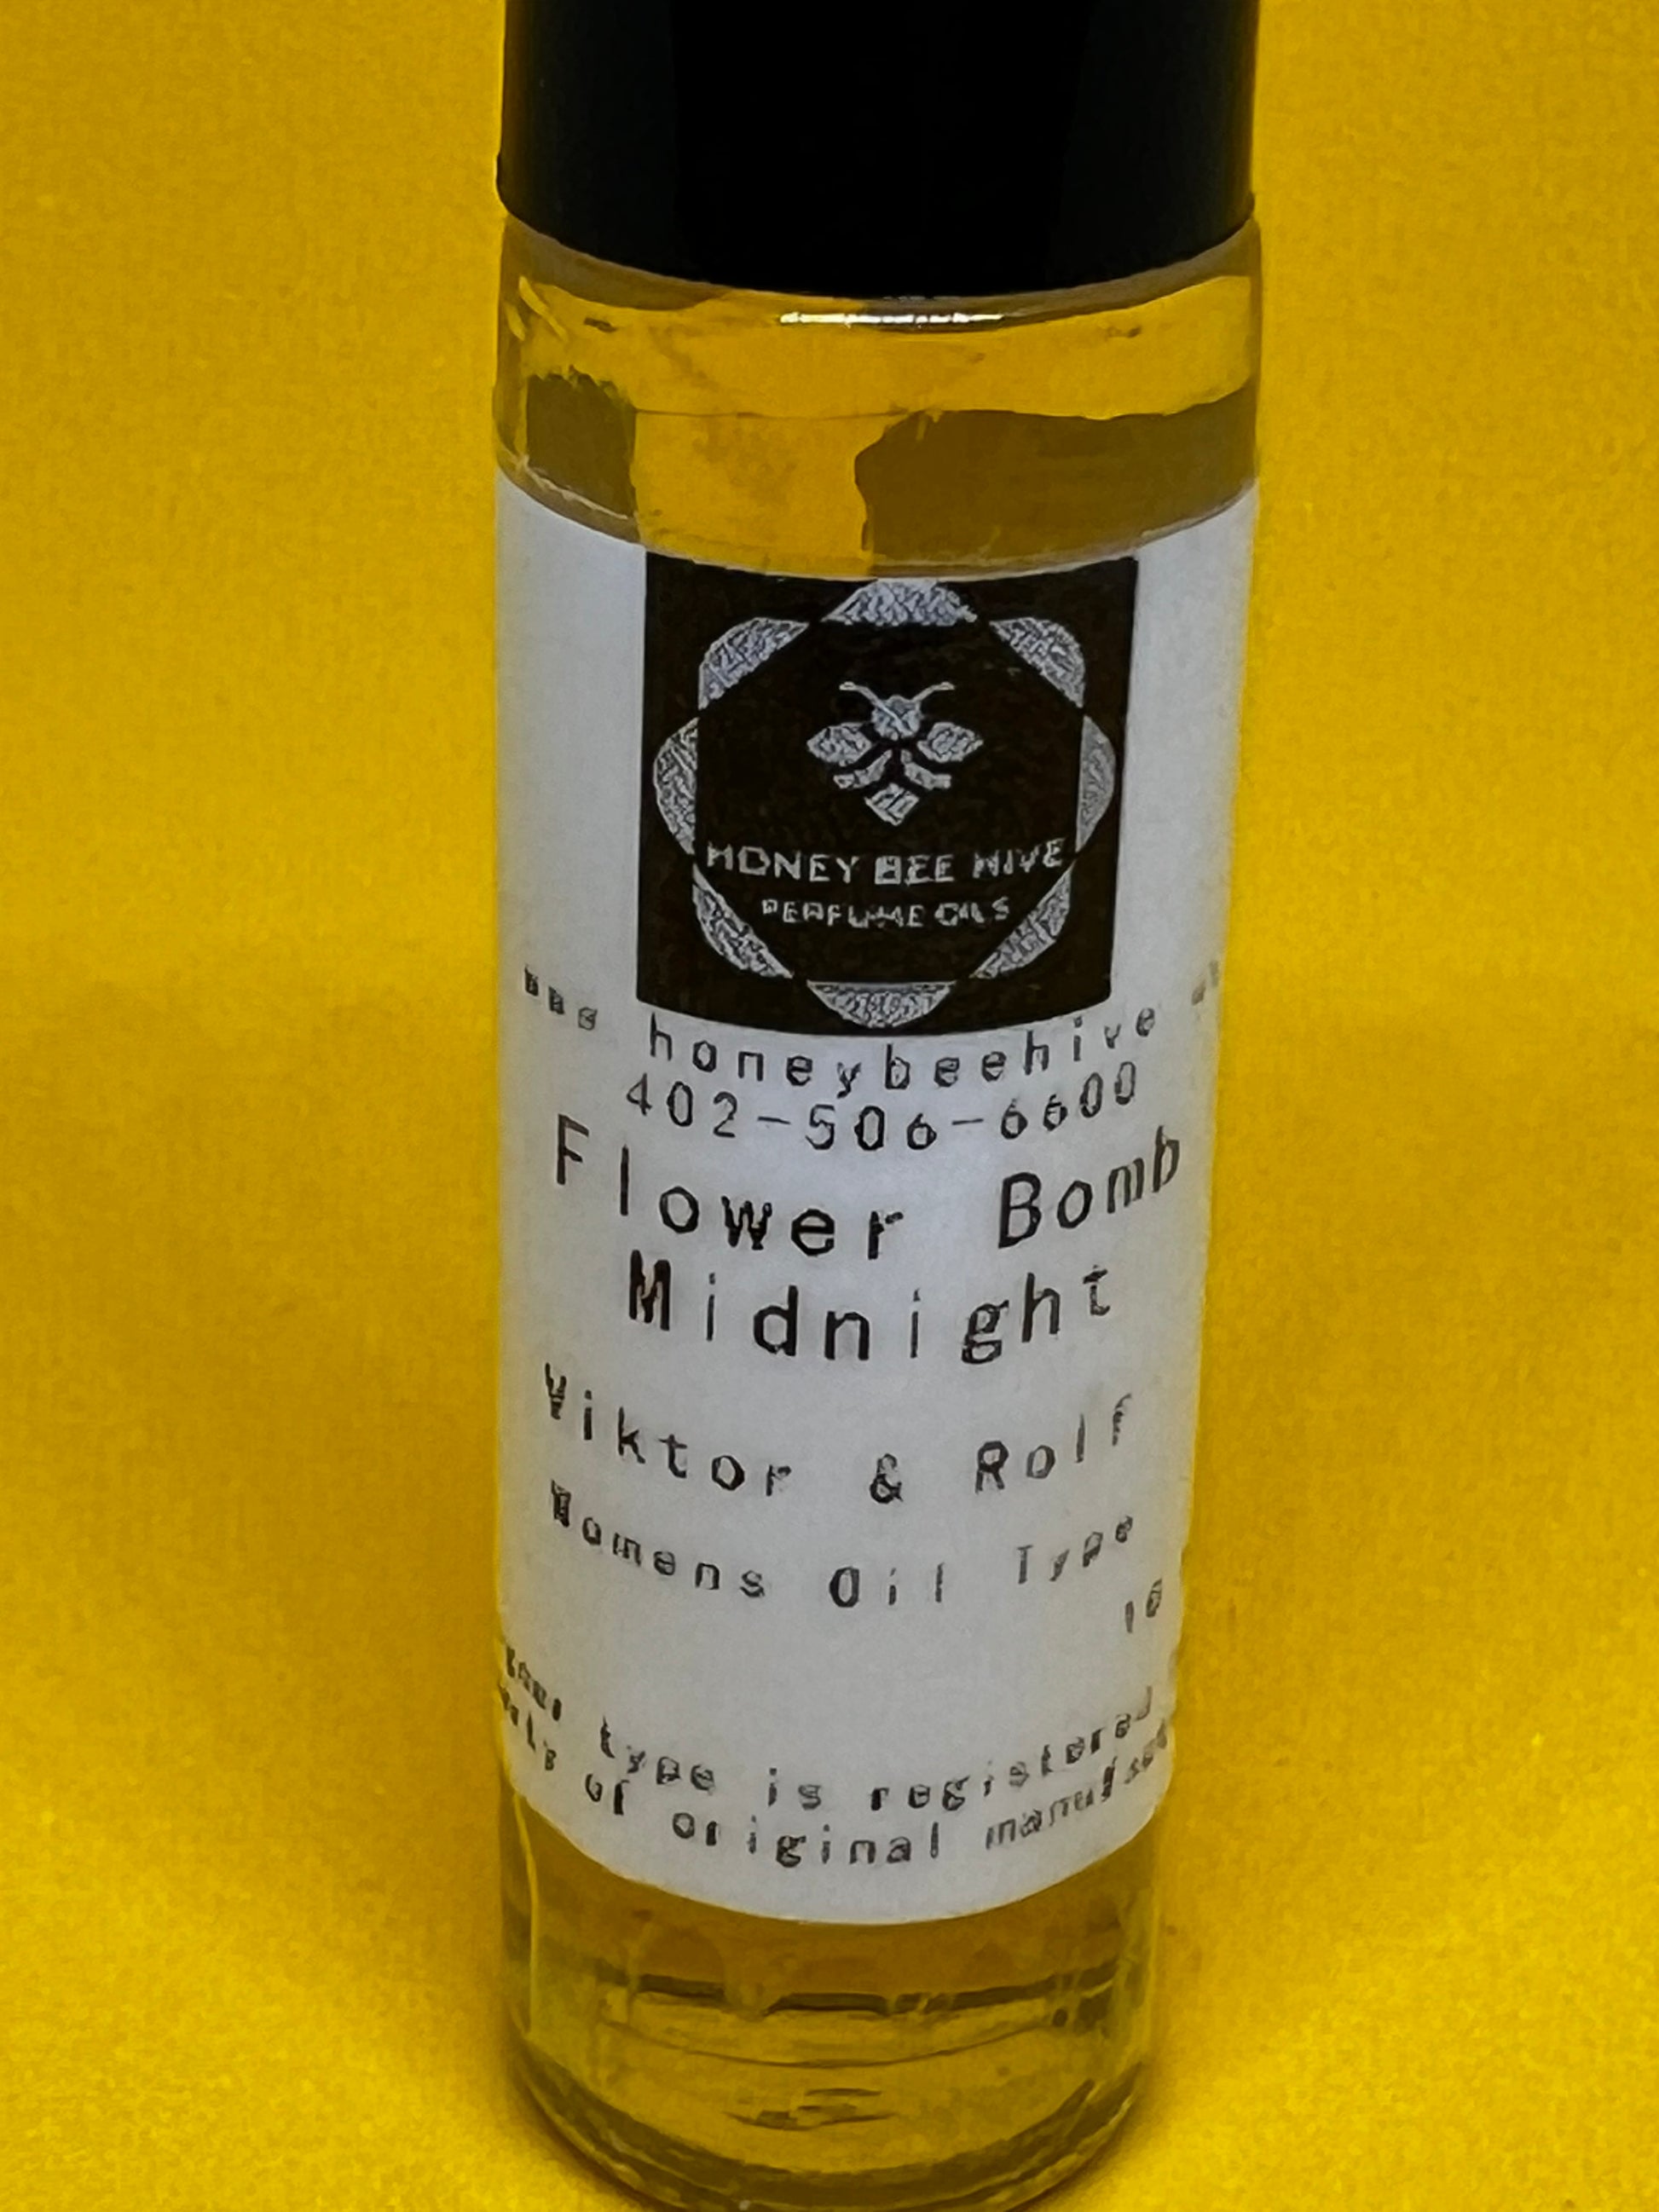 HONEY BEE HIVE
PERFUME OILS
honeybeehive
402-506-6600
Flower Bomb
Midnight
Viktor & Rolf
Womens Oil Type
type is registered
of original